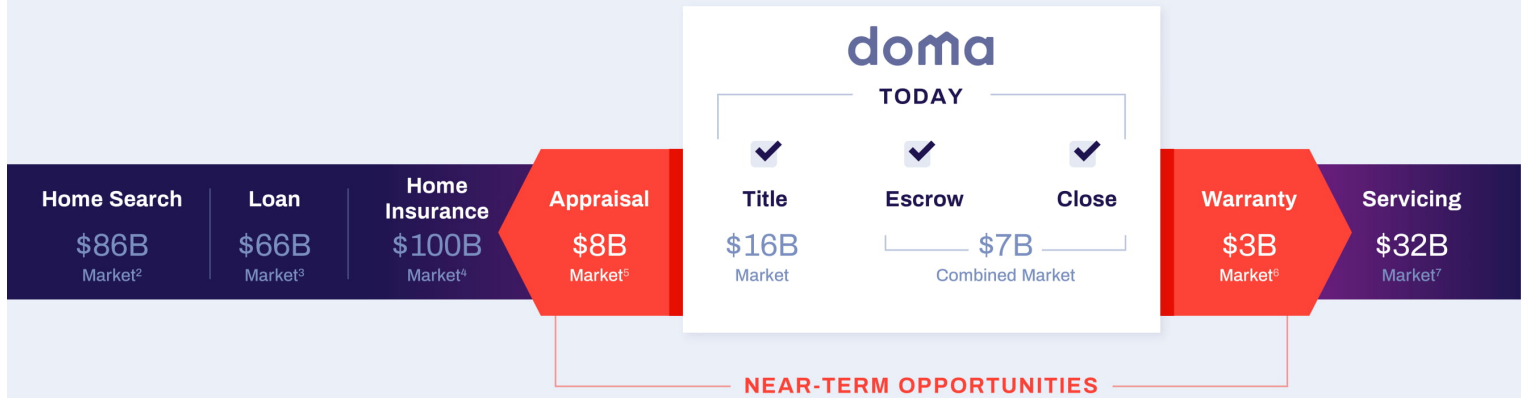 doma
TODAY
Home Search
$86B
Market²
Loan
$66B
Market³
Home
Insurance
$100B
Market⁴
Appraisal
$8B
Market⁵
Title
$16B
Market
Escrow
Close
$7B
Combined Market
Warranty
$3B
Market⁶
Servicing
$32B
Market⁷
NEAR-TERM OPPORTUNITIES